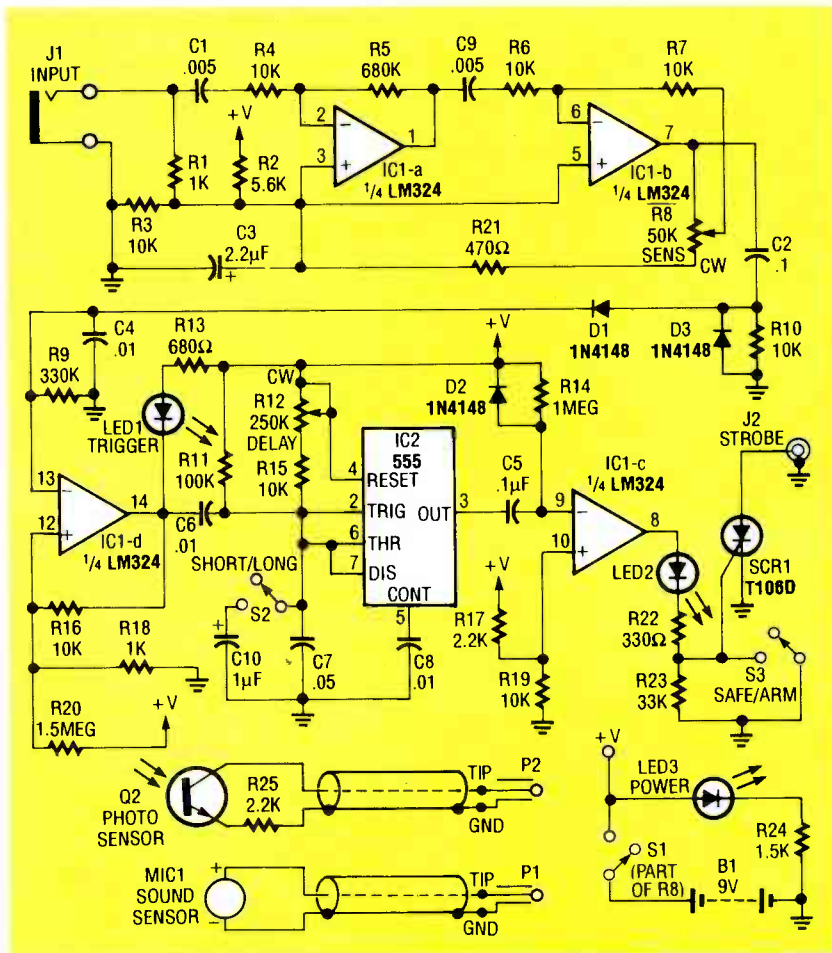 J1
INPUT
C1
.005
R4
10K
R5
680K
C9
.005
R6
10K
R7
10K
+V
2
−
3
+
1
IC1-a
1/4 LM324
6
−
5
+
7
IC1-b
1/4 LM324
R1
1K
R2
5.6K
R3
10K
C3
2.2µF
+
R21
470Ω
R8
50K
SENS
CW
C2
.1
R9
330K
C4
.01
R13
680Ω
D1
1N4148
D3
1N4148
R10
10K
+V
LED1
TRIGGER
CW
R12
250K
DELAY
D2
1N4148
R14
1MEG
R11
100K
R15
10K
IC2
555
4
RESET
2
TRIG
OUT
3
6
THR
7
DIS
CONT
5
C5
.1µF
IC1-c
1/4 LM324
9
−
10
+
8
J2
STROBE
13
−
12
+
14
IC1-d
1/4 LM324
C6
.01
SHORT/LONG
S2
+
C10
1µF
C7
.05
C8
.01
+V
R17
2.2K
R19
10K
LED2
SCR1
T106D
R22
330Ω
R23
33K
S3
SAFE/ARM
R16
10K
R18
1K
R20
1.5MEG
+V
Q2
PHOTO
SENSOR
R25
2.2K
TIP
P2
GND
MIC1
SOUND
SENSOR
+
−
TIP
P1
GND
+V
LED3
POWER
R24
1.5K
S1
(PART
OF R8)
B1
9V